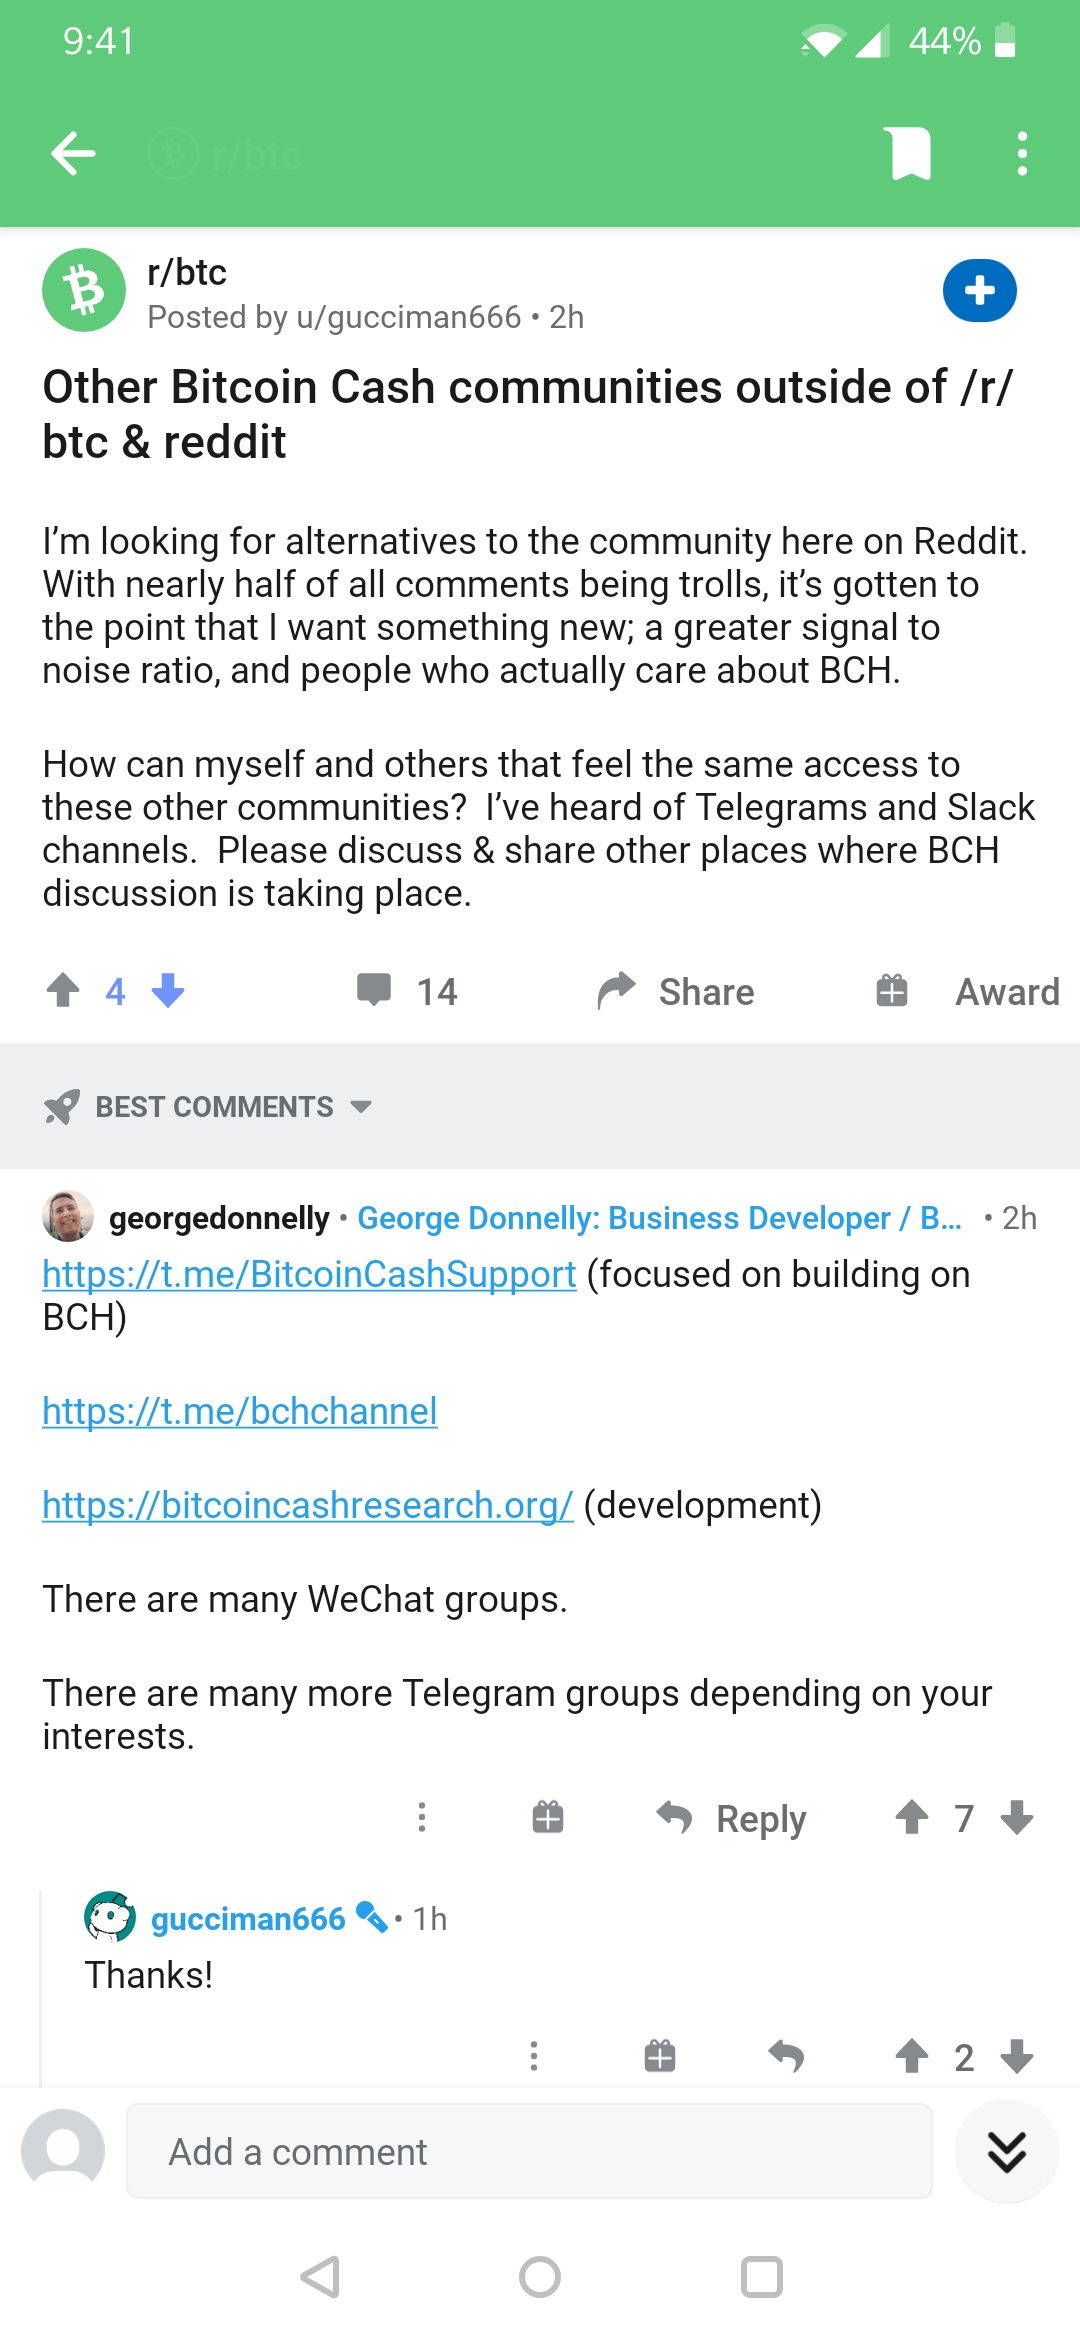 9:41
44%
r/btc
r/btc
Posted by u/gucciman666 • 2h
Other Bitcoin Cash communities outside of /r/
btc & reddit
I’m looking for alternatives to the community here on Reddit.
With nearly half of all comments being trolls, it’s gotten to
the point that I want something new; a greater signal to
noise ratio, and people who actually care about BCH.
How can myself and others that feel the same access to
these other communities?  I’ve heard of Telegrams and Slack
channels.  Please discuss & share other places where BCH
discussion is taking place.
4
14
Share
Award
BEST COMMENTS
georgedonnelly • George Donnelly: Business Developer / B... • 2h
https://t.me/BitcoinCashSupport (focused on building on
BCH)
https://t.me/bchchannel
https://bitcoincashresearch.org/ (development)
There are many WeChat groups.
There are many more Telegram groups depending on your
interests.
Reply
7
gucciman666 • 1h
Thanks!
2
Add a comment